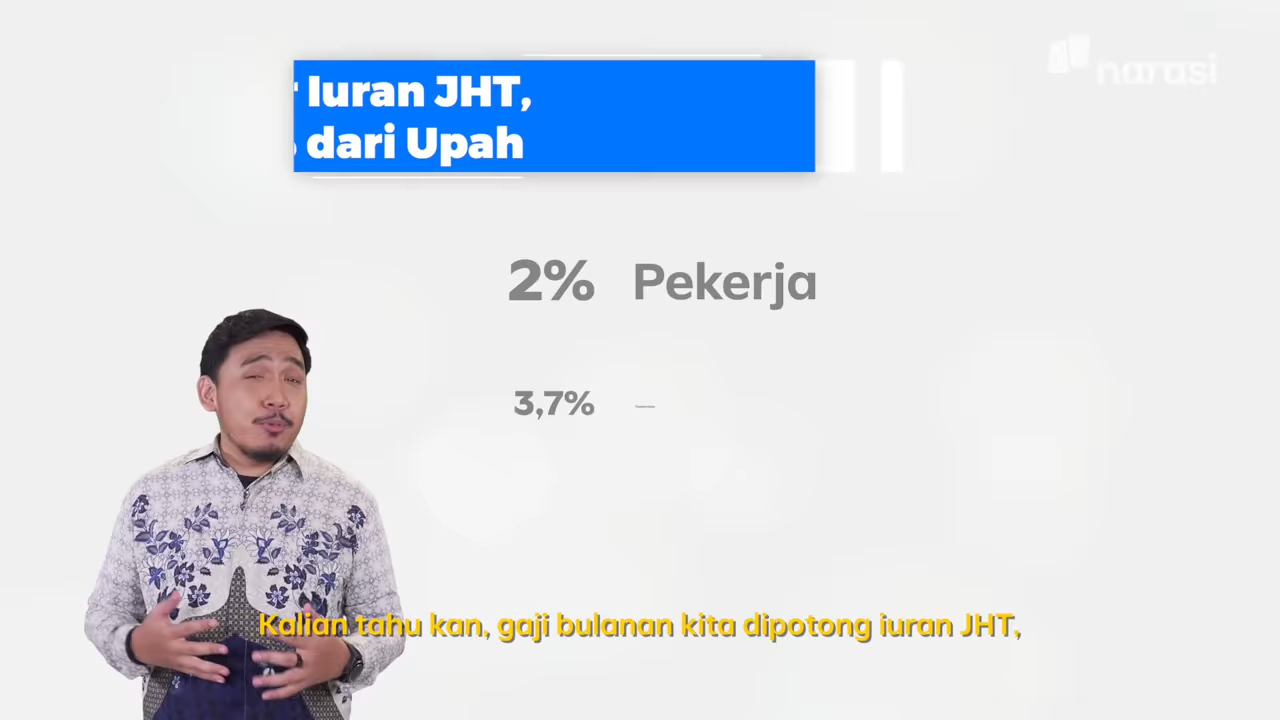 narasi
Iuran JHT,
dari Upah
2% Pekerja
3,7%
Kalian tahu kan, gaji bulanan kita dipotong iuran JHT,